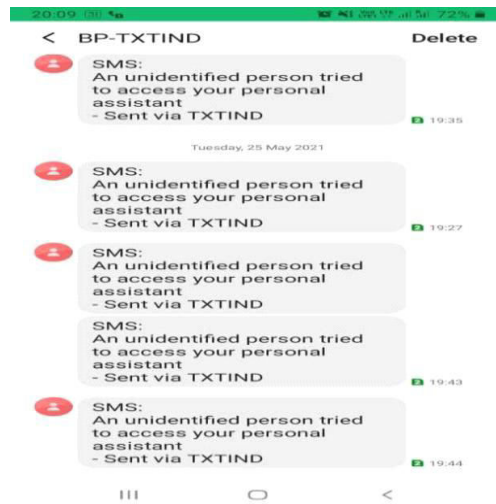 20:09
72%
< BP-TXTIND Delete
SMS:
An unidentified person tried
to access your personal
assistant
- Sent via TXTIND
2 19:35
Tuesday, 25 May 2021
SMS:
An unidentified person tried
to access your personal
assistant
- Sent via TXTIND
2 19:27
SMS:
An unidentified person tried
to access your personal
assistant
- Sent via TXTIND
SMS:
An unidentified person tried
to access your personal
assistant
- Sent via TXTIND
2 19:43
SMS:
An unidentified person tried
to access your personal
assistant
- Sent via TXTIND
2 19:44